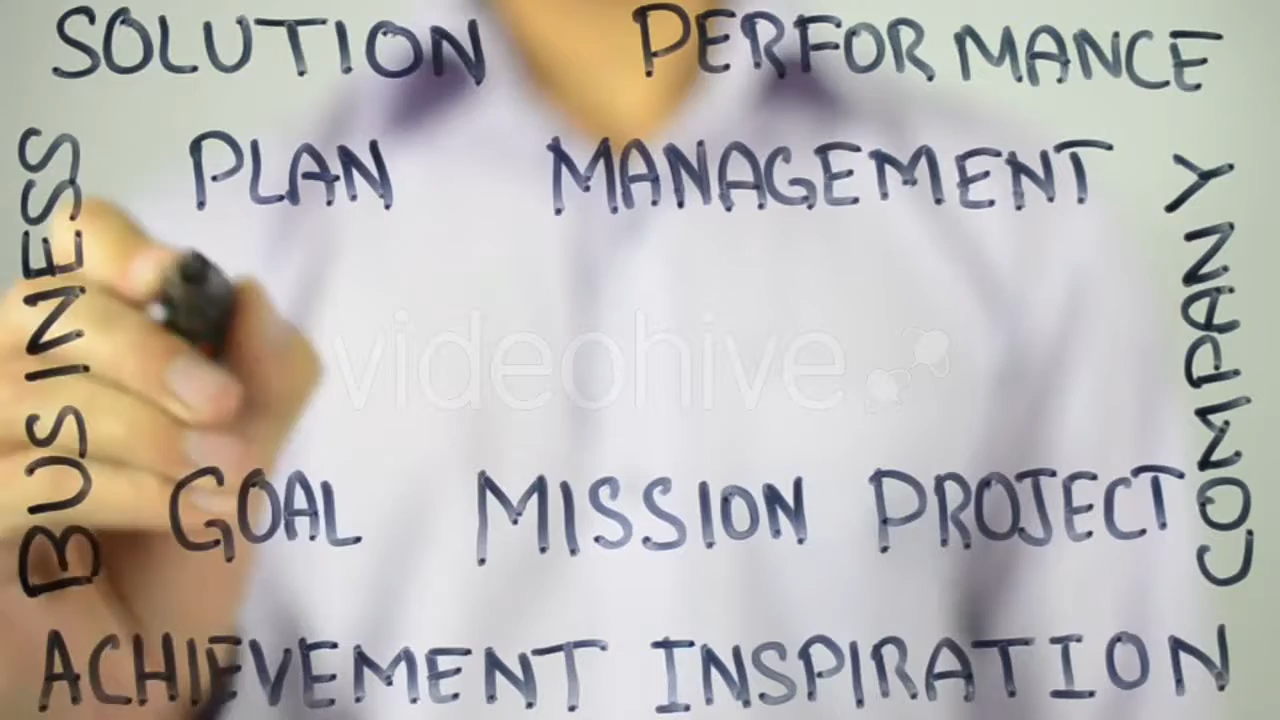 SOLUTION PERFORMANCE
PLAN MANAGEMENT
BUSINESS
COMPANY
videohive
GOAL MISSION PROJECT
ACHIEVEMENT INSPIRATION